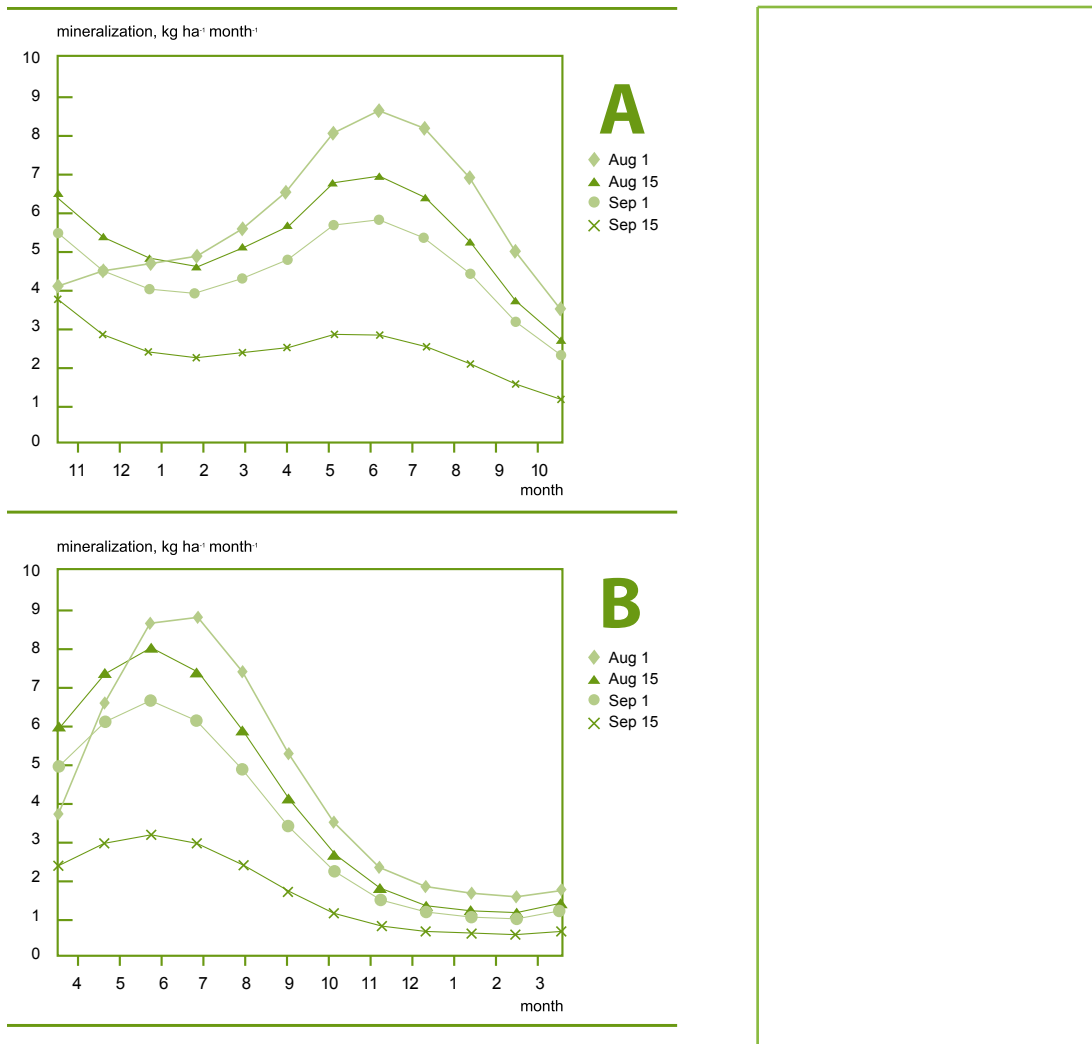 mineralization, kg ha-1 month-1
10
9
8
7
6
5
4
3
2
1
0
11 12 1 2 3 4 5 6 7 8 9 10
month
A
Aug 1
Aug 15
Sep 1
Sep 15
mineralization, kg ha-1 month-1
10
9
8
7
6
5
4
3
2
1
0
4 5 6 7 8 9 10 11 12 1 2 3
month
B
Aug 1
Aug 15
Sep 1
Sep 15